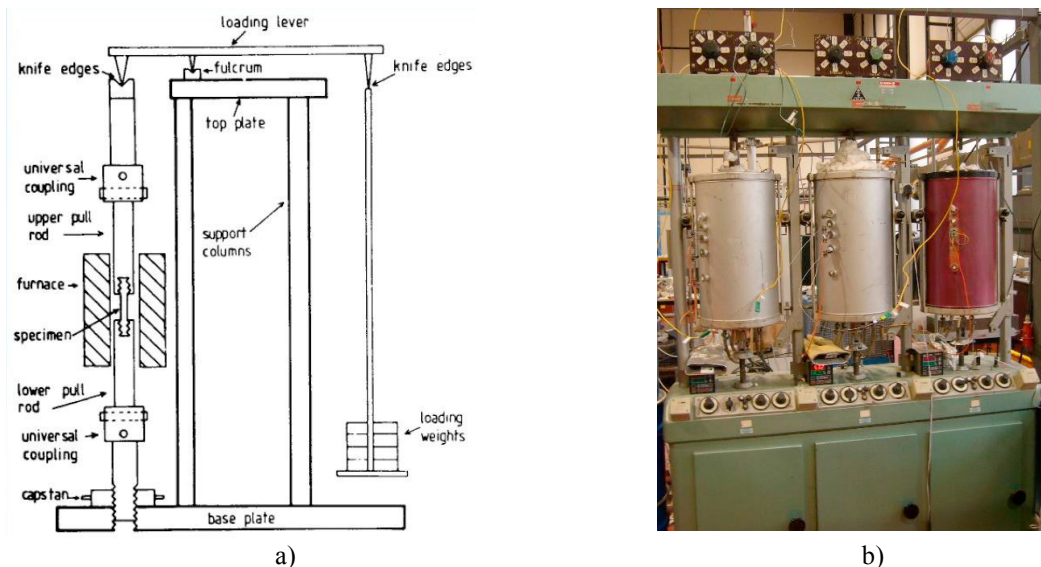 loading lever
knife edges
fulcrum
knife edges
top plate
universal
coupling
upper pull
rod
support
columns
furnace
specimen
lower pull
rod
universal
coupling
loading
weights
capstan
base plate
a)
b)